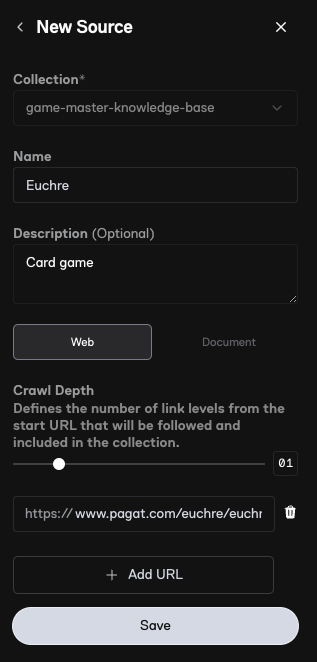 New Source
Collection*
game-master-knowledge-base
Name
Euchre
Description (Optional)
Card game
Web
Document
Crawl Depth
Defines the number of link levels from the
start URL that will be followed and
included in the collection.
01
https:// www.pagat.com/euchre/euchr
Add URL
Save